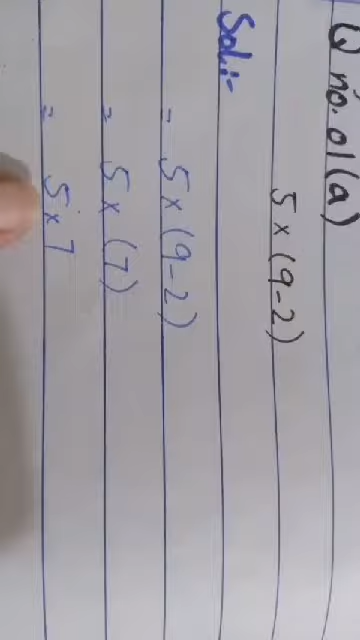 Q no. 01(a)
5 × (9-2)
Sol:-
= 5 × (9-2)
= 5 × (7)
= 5 × 7